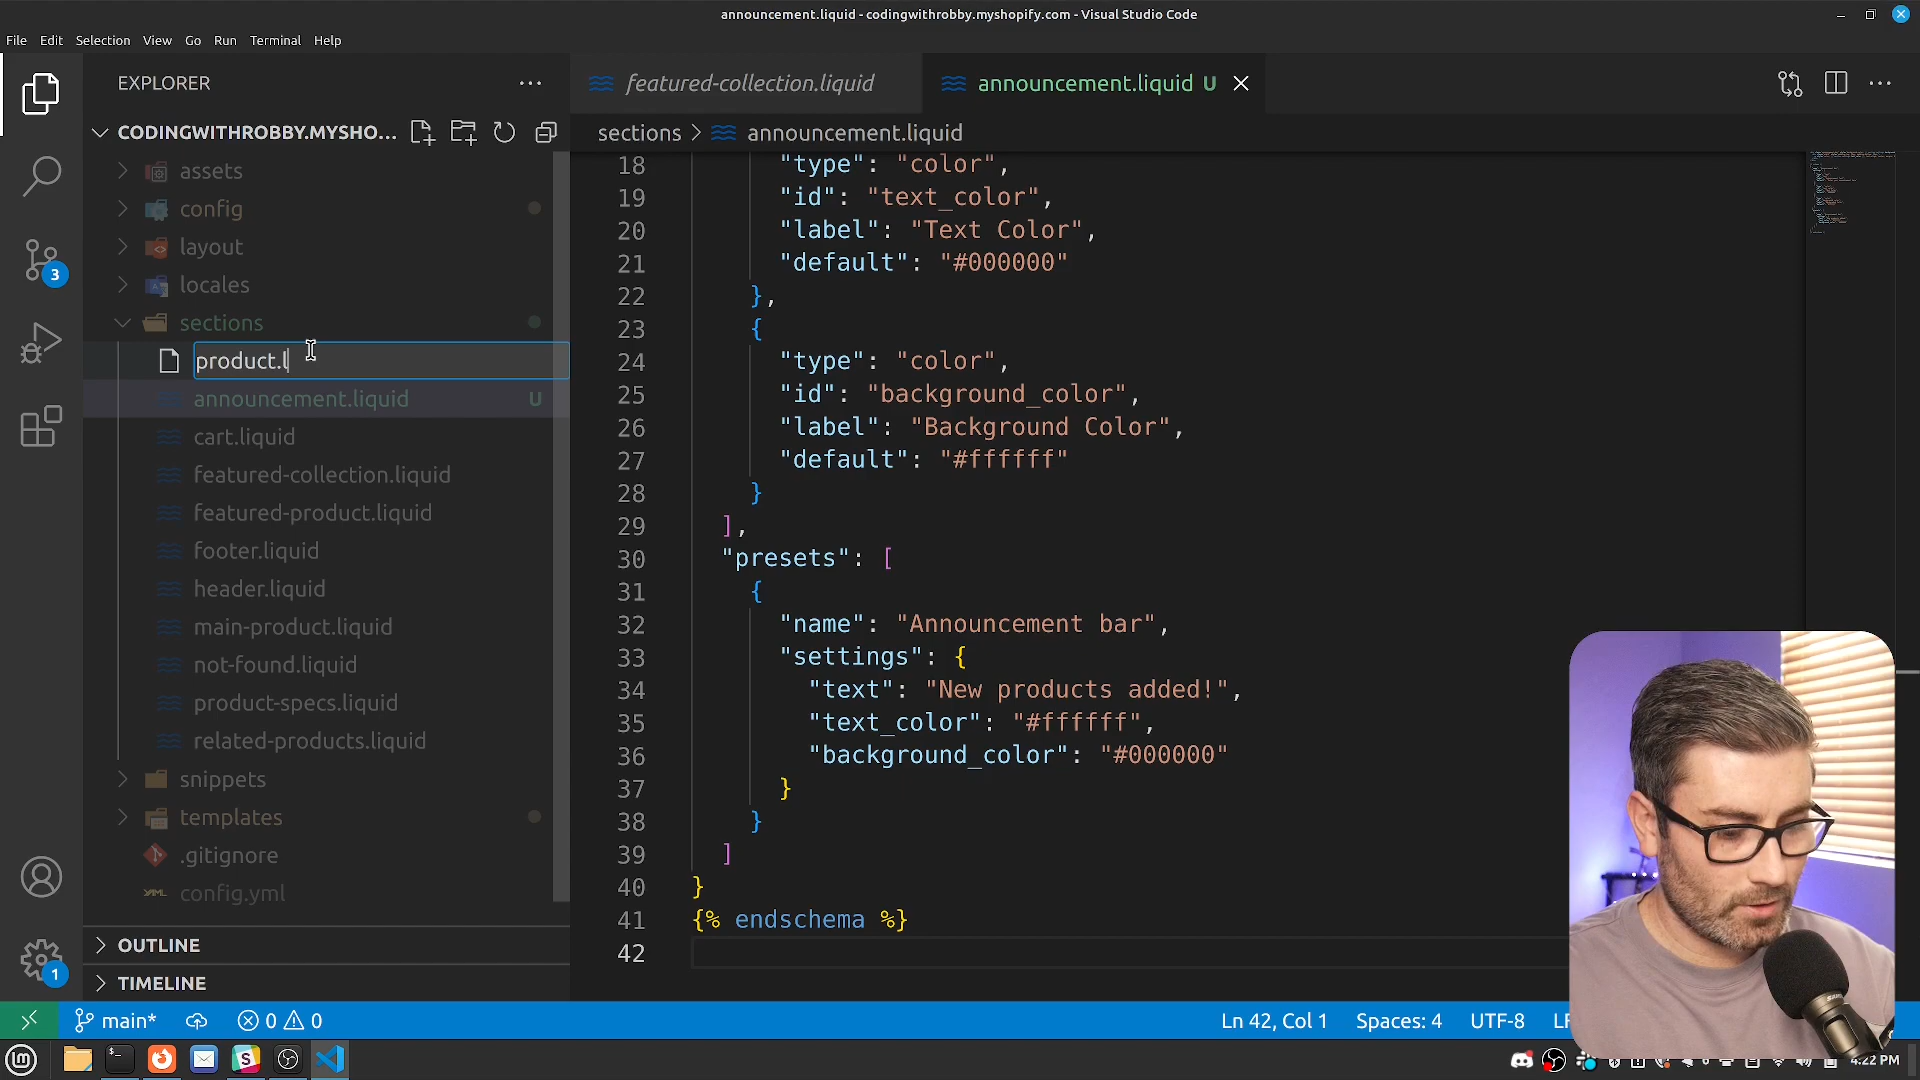 announcement.liquid - codingwithrobby.myshopify.com - Visual Studio Code
File Edit Selection View Go Run Terminal Help
EXPLORER
featured-collection.liquid
announcement.liquid U
CODINGWITHROBBY.MYSHO...
sections > announcement.liquid
assets
config
layout
locales
sections
product.l
announcement.liquid U
cart.liquid
featured-collection.liquid
featured-product.liquid
footer.liquid
header.liquid
main-product.liquid
not-found.liquid
product-specs.liquid
related-products.liquid
snippets
templates
.gitignore
YAML config.yml
OUTLINE
TIMELINE
3
1
18 "type": "color",
19 "id": "text_color",
20 "label": "Text Color",
21 "default": "#000000"
22 },
23 {
24 "type": "color",
25 "id": "background_color",
26 "label": "Background Color",
27 "default": "#ffffff"
28 }
29 ],
30 "presets": [
31 {
32 "name": "Announcement bar",
33 "settings": {
34 "text": "New products added!",
35 "text_color": "#ffffff",
36 "background_color": "#000000"
37 }
38 }
39 ]
40 }
41 {% endschema %}
42
main* 0 0 Ln 42, Col 1 Spaces: 4 UTF-8
4:22 PM